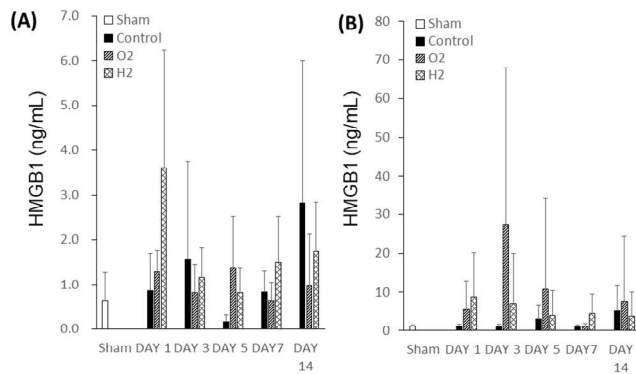 (A)
HMGB1 (ng/mL)
7.0
6.0
5.0
4.0
3.0
2.0
1.0
0.0
Sham
Control
O2
H2
Sham DAY 1 DAY 3 DAY 5 DAY7 DAY
14
(B)
HMGB1 (ng/mL)
80
70
60
50
40
30
20
10
0
Sham
Control
O2
H2
Sham DAY 1 DAY 3 DAY 5 DAY7 DAY
14